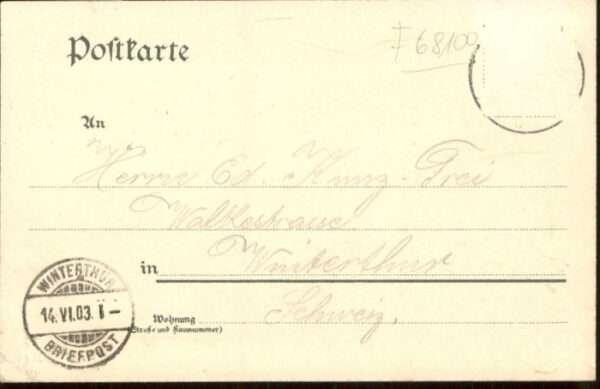 Postkarte
68100
An
Herrn Ed. Kunz-Frei
Walkestrasse
in Winterthur
Wohnung
(Straße und Hausnummer)
Schweiz.
WINTERTHUR
14.VI.03.
BRIEFPOST